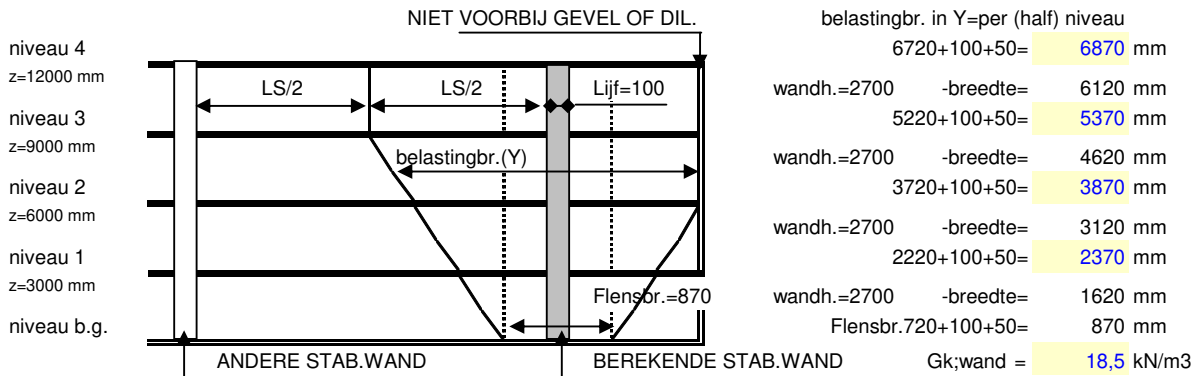 NIET VOORBIJ GEVEL OF DIL. belastingbr. in Y=per (half) niveau
niveau 4 6720+100+50= 6870 mm
z=12000 mm LS/2 LS/2 Lijf=100 wandh.=2700 -breedte= 6120 mm
niveau 3 5220+100+50= 5370 mm
z=9000 mm
belastingbr.(Y) wandh.=2700 -breedte= 4620 mm
niveau 2 3720+100+50= 3870 mm
z=6000 mm
wandh.=2700 -breedte= 3120 mm
niveau 1 2220+100+50= 2370 mm
z=3000 mm
Flensbr.=870 wandh.=2700 -breedte= 1620 mm
niveau b.g. Flensbr.720+100+50= 870 mm
ANDERE STAB.WAND BEREKENDE STAB.WAND Gk;wand = 18,5 kN/m3